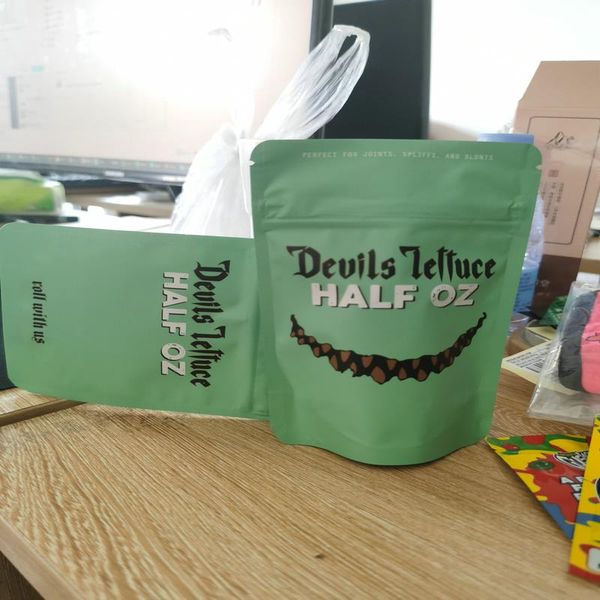 PERFECT FOR JOINTS, SPLIFFS, AND BLUNTS
Devils lettuce
HALF OZ
Devils lettuce
HALF OZ
roll with us